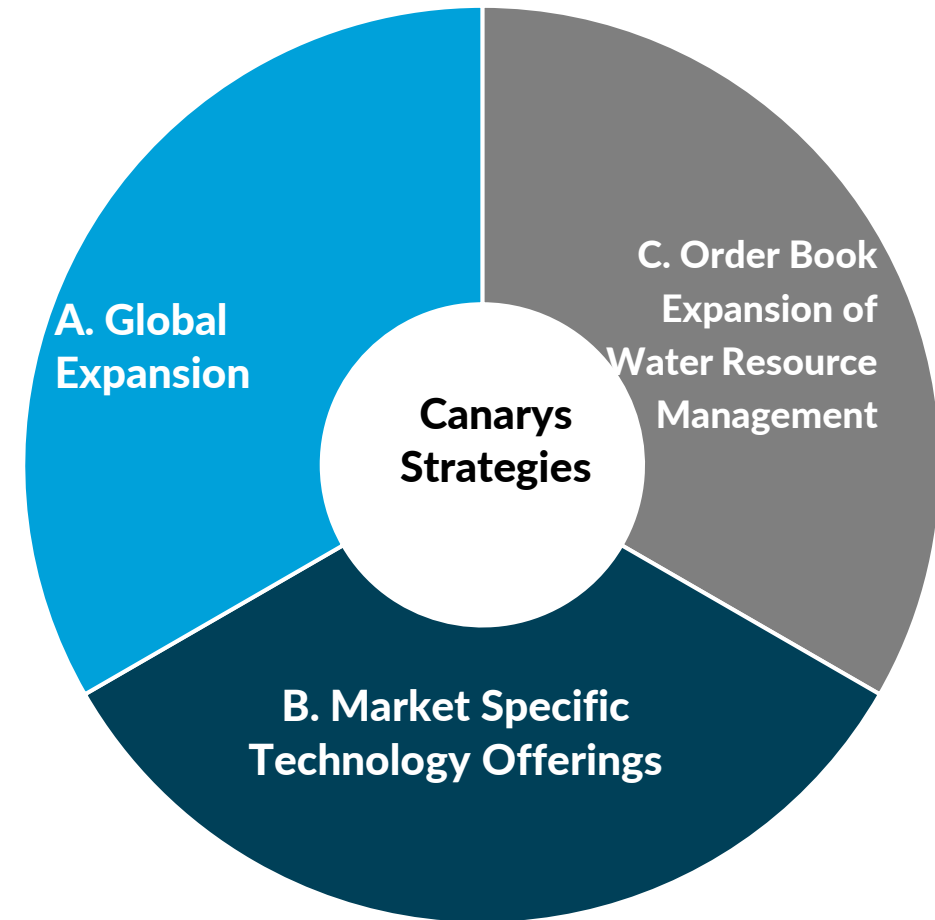 A. Global
Expansion
C. Order Book
Expansion of
Water Resource
Management
Canarys
Strategies
B. Market Specific
Technology Offerings